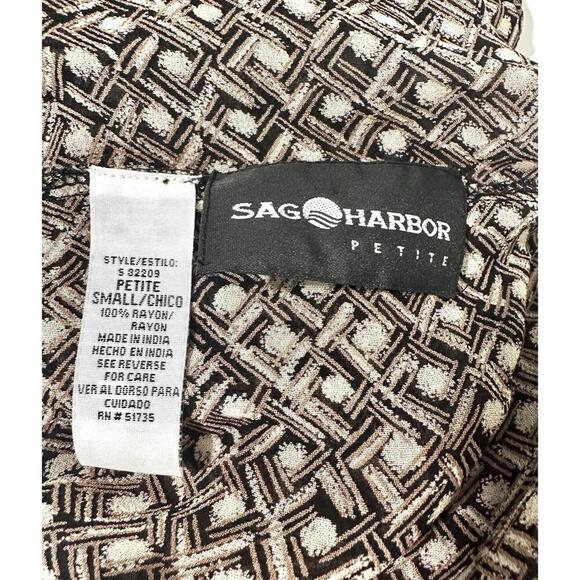 SAG HARBOR
PETITE
STYLE/ESTILO:
S 32209
PETITE
SMALL/CHICO
100% RAYON/
RAYON
MADE IN INDIA
HECHO EN INDIA
SEE REVERSE
FOR CARE
VER AL DORSO PARA
CUIDADO
RN # 51735